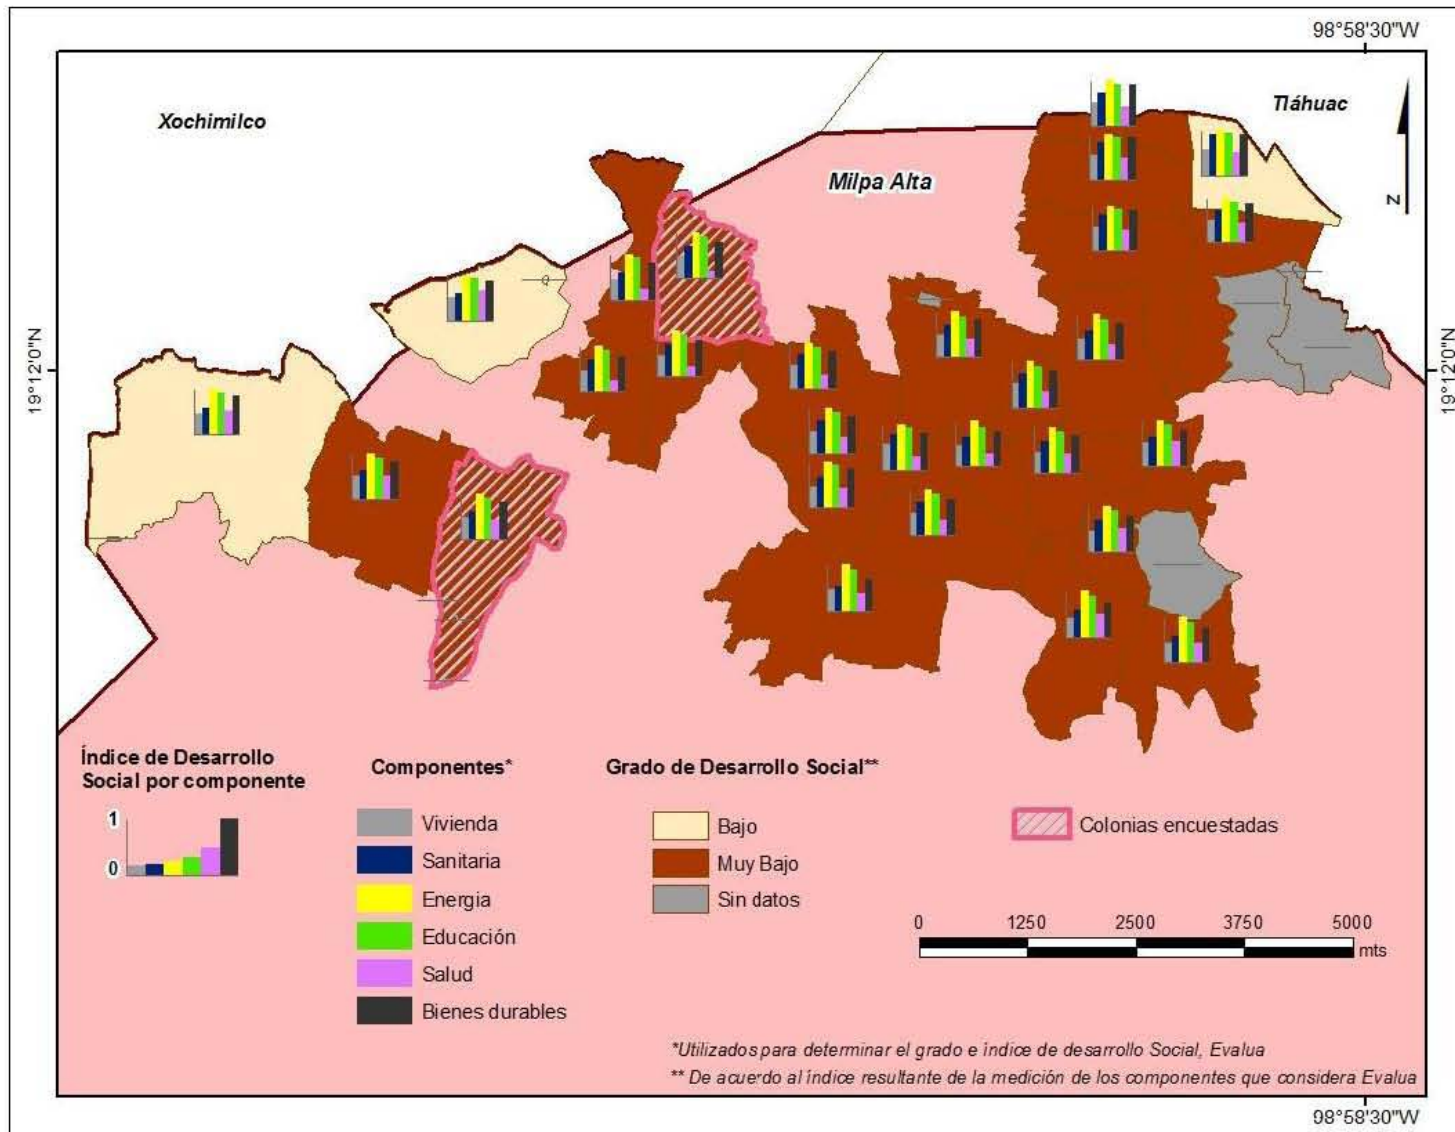 98°58'30"W
Xochimilco
Tláhuac
Milpa Alta
N
19°12'0"N
19°12'0"N
Índice de Desarrollo
Social por componente
1
0
Componentes*
Vivienda
Sanitaria
Energia
Educación
Salud
Bienes durables
Grado de Desarrollo Social**
Bajo
Muy Bajo
Sin datos
Colonias encuestadas
0 1250 2500 3750 5000
mts
*Utilizados para determinar el grado e índice de desarrollo Social, Evalua
** De acuerdo al índice resultante de la medición de los componentes que considera Evalua
98°58'30"W